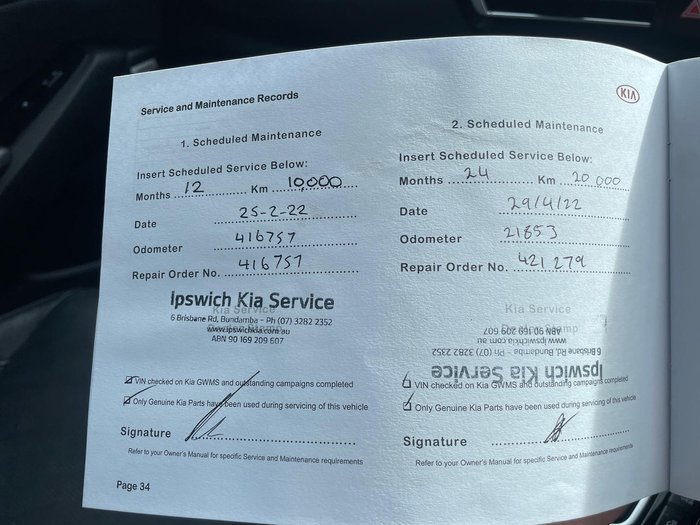 Service and Maintenance Records
KIA
1. Scheduled Maintenance
Insert Scheduled Service Below:
Months 12 Km 10,000
Date 25-2-22
Odometer 416757
Repair Order No. 416757
Ipswich Kia Service
6 Brisbane Rd, Bundamba - Ph (07) 3282 2352
www.ipswichkia.com.au
ABN 90 169 209 607
VIN checked on Kia GWMS and outstanding campaigns completed
Only Genuine Kia Parts have been used during servicing of this vehicle
Signature
Refer to your Owner's Manual for specific Service and Maintenance requirements
Page 34
2. Scheduled Maintenance
Insert Scheduled Service Below:
Months 24 Km 20 000
Date 29/4/22
Odometer 21853
Repair Order No. 421 279
Kia Service
ABN 90 169 209 607
www.ipswichkia.com.au
6 Brisbane Rd, Bundamba - Ph (07) 3282 2352
Ipswich Kia Service
VIN checked on Kia GWMS and outstanding campaigns completed
Only Genuine Kia Parts have been used during servicing of this vehicle
Signature
Refer to your Owner's Manual for specific Service and Maintenance requirements